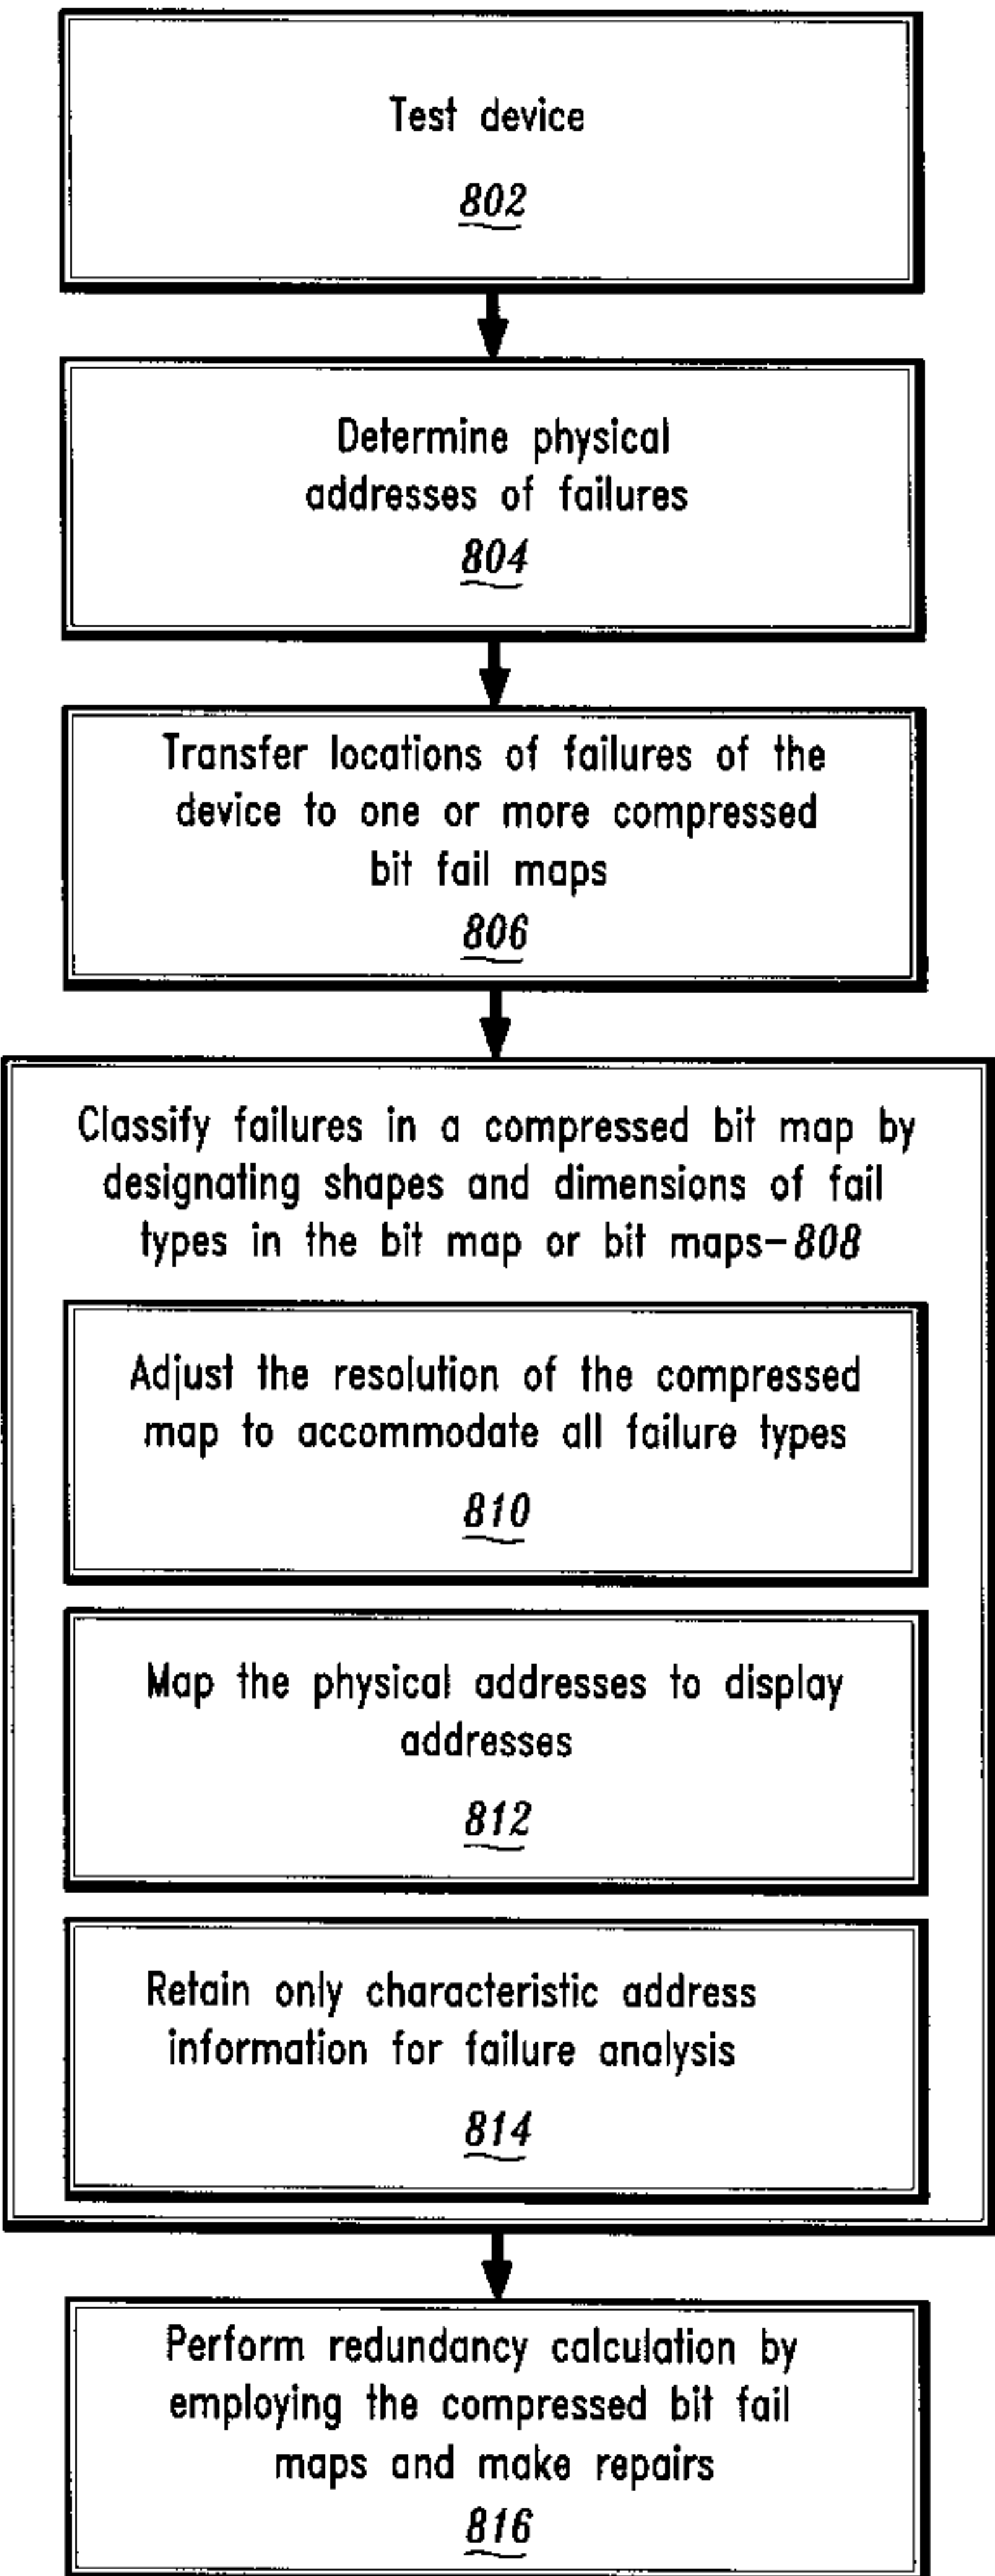 Test device
802
Determine physical
addresses of failures
804
Transfer locations of failures of the
device to one or more compressed
bit fail maps
806
Classify failures in a compressed bit map by
designating shapes and dimensions of fail
types in the bit map or bit maps-808
Adjust the resolution of the compressed
map to accommodate all failure types
810
Map the physical addresses to display
addresses
812
Retain only characteristic address
information for failure analysis
814
Perform redundancy calculation by
employing the compressed bit fail
maps and make repairs
816